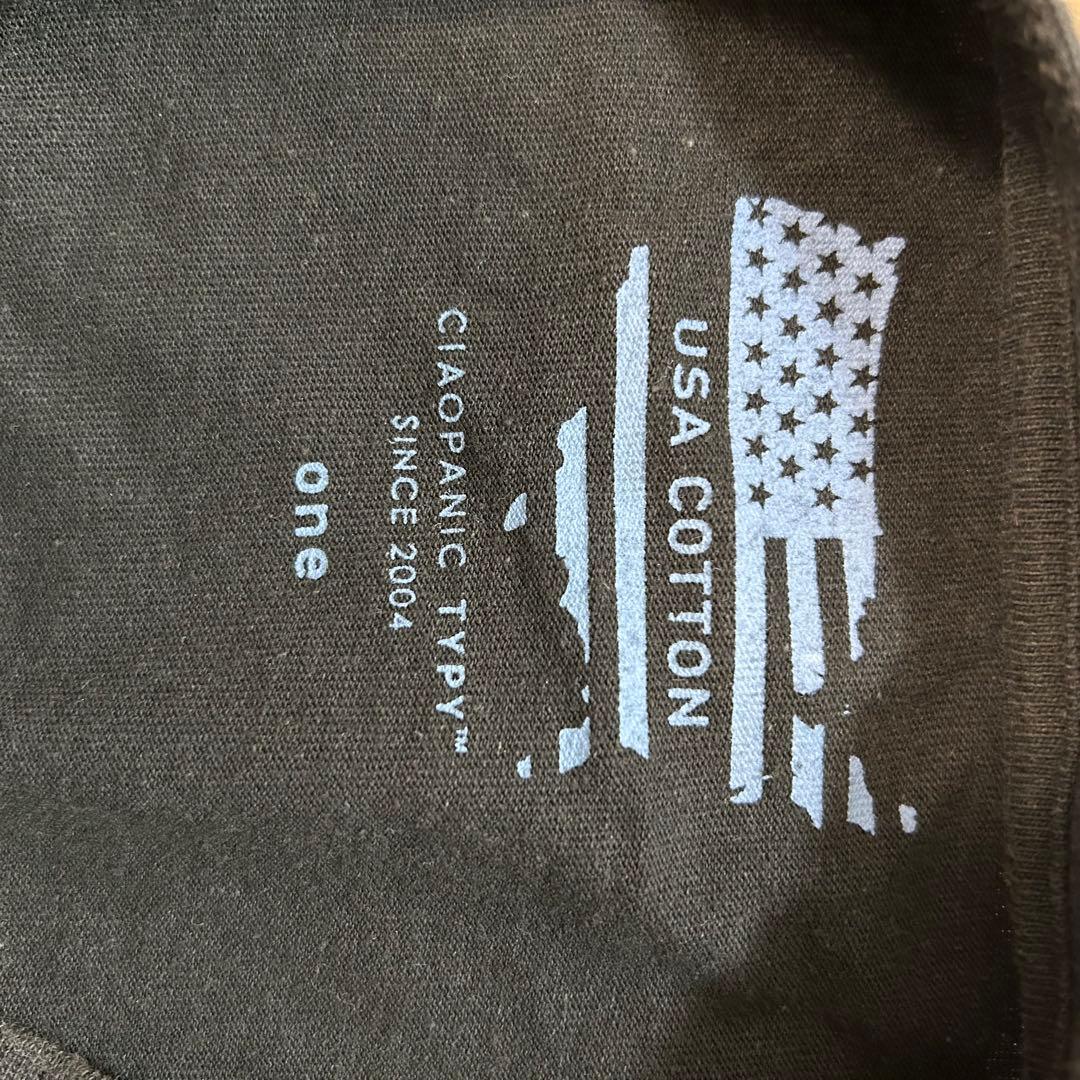 USA COTTON
CIAOPANIC TYPY™
SINCE 2004
one